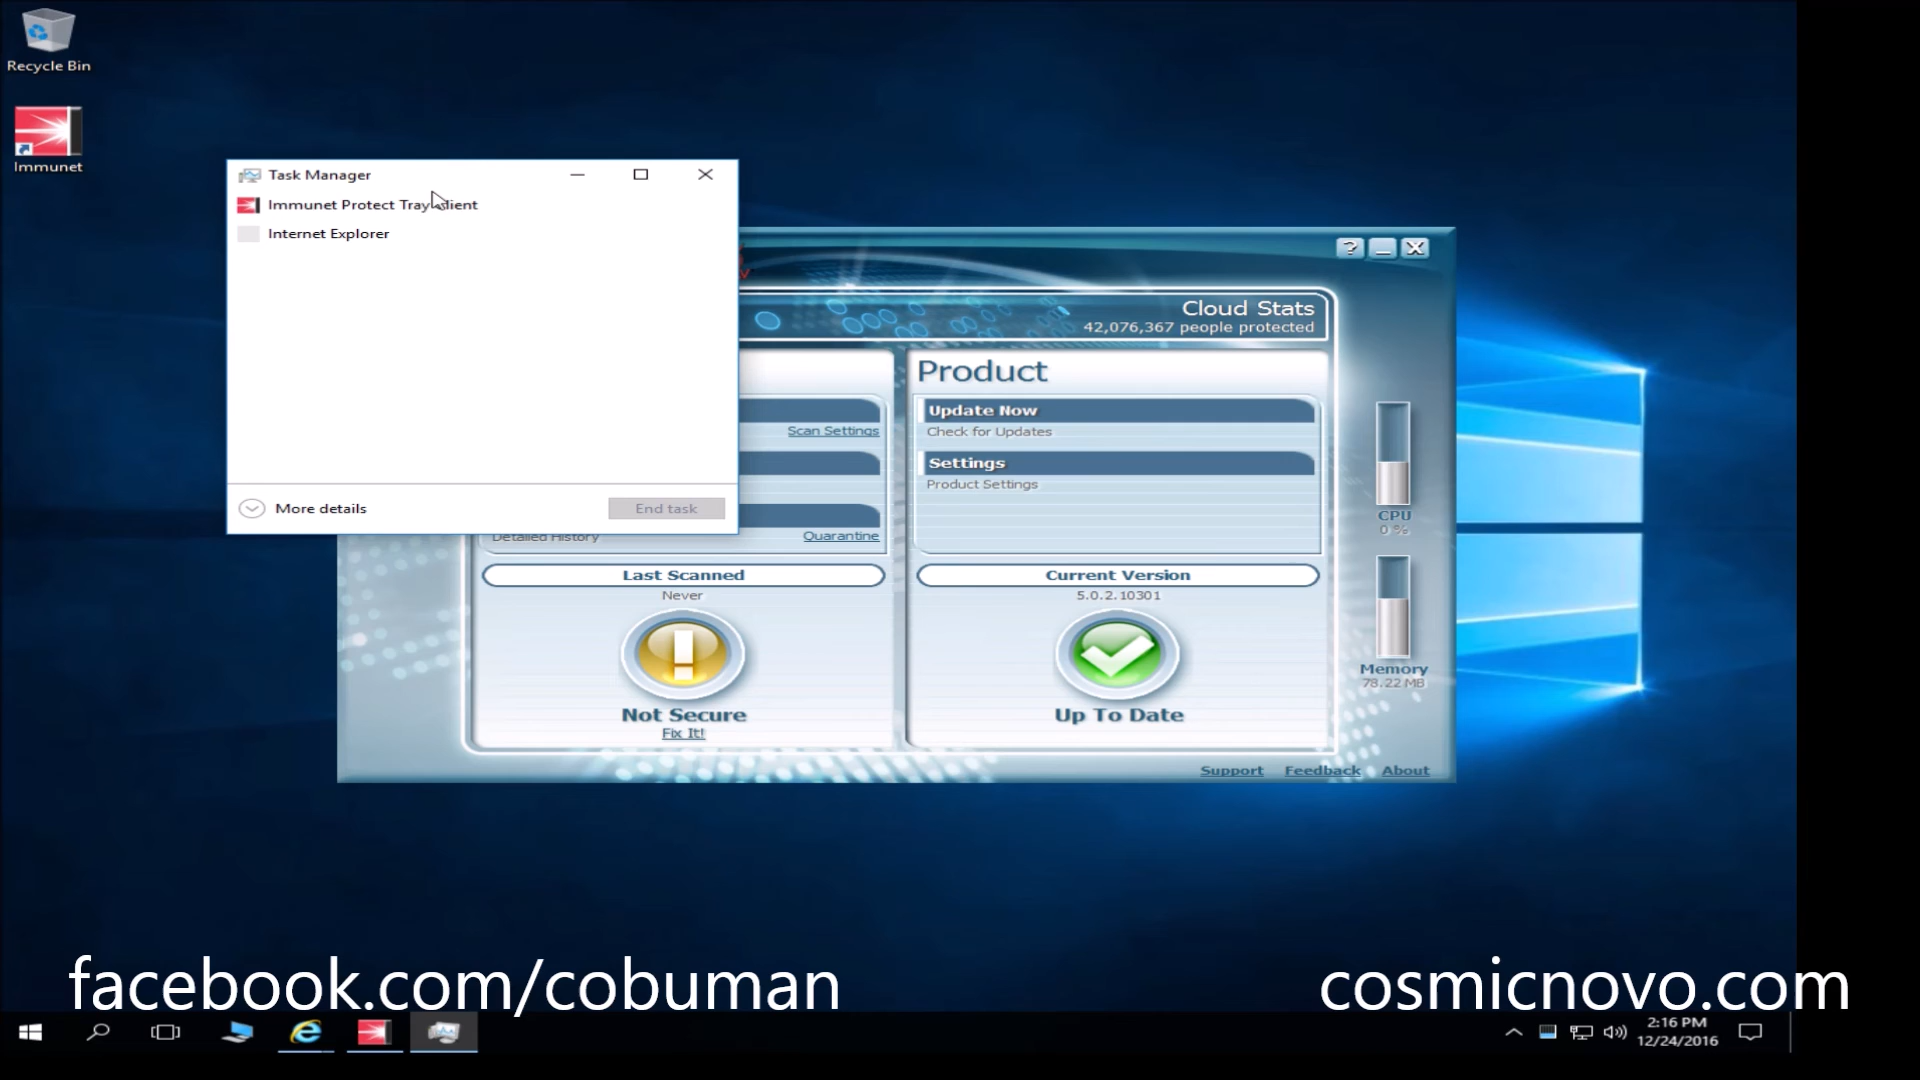 Recycle Bin
Immunet
Task Manager
Immunet Protect Tray
Internet Explorer
More details
End task
?
Cloud Stats
42,076,367 people protected
Scan Settings
Detailed History
Quarantine
Last Scanned
Never
Not Secure
Fix It!
Product
Update Now
Check for Updates
Settings
Product Settings
Current Version
5.0.2.10301
Up To Date
CPU
0 %
Memory
78.22 MB
Support Feedback About
facebook.com/cobuman
cosmicnovo.com
2:16 PM
12/24/2016